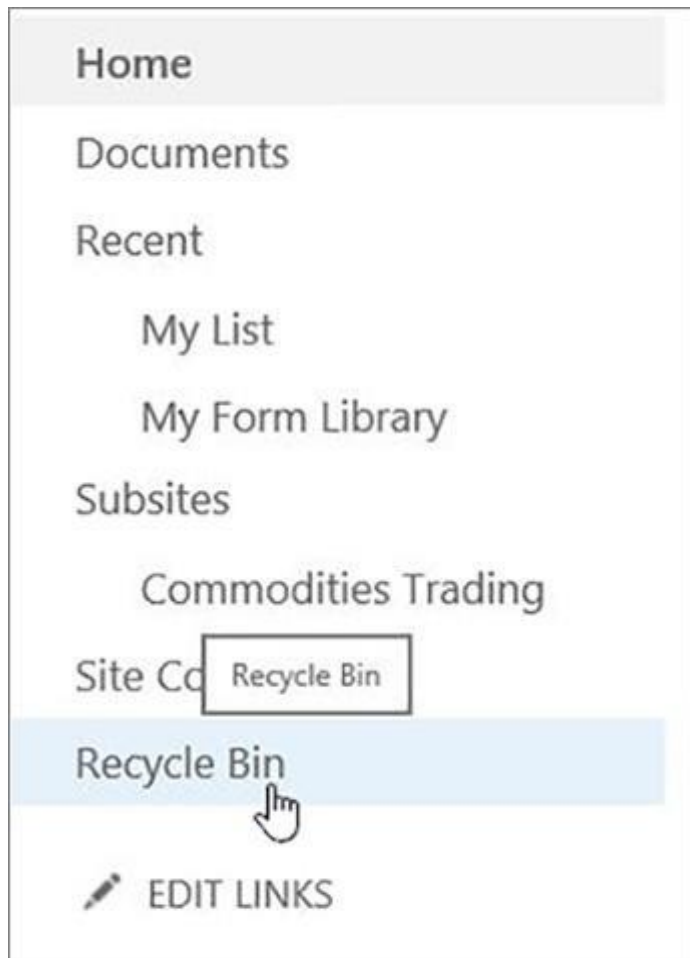 Home
Documents
Recent
My List
My Form Library
Subsites
Commodities Trading
Site Co
Recycle Bin
Recycle Bin
EDIT LINKS